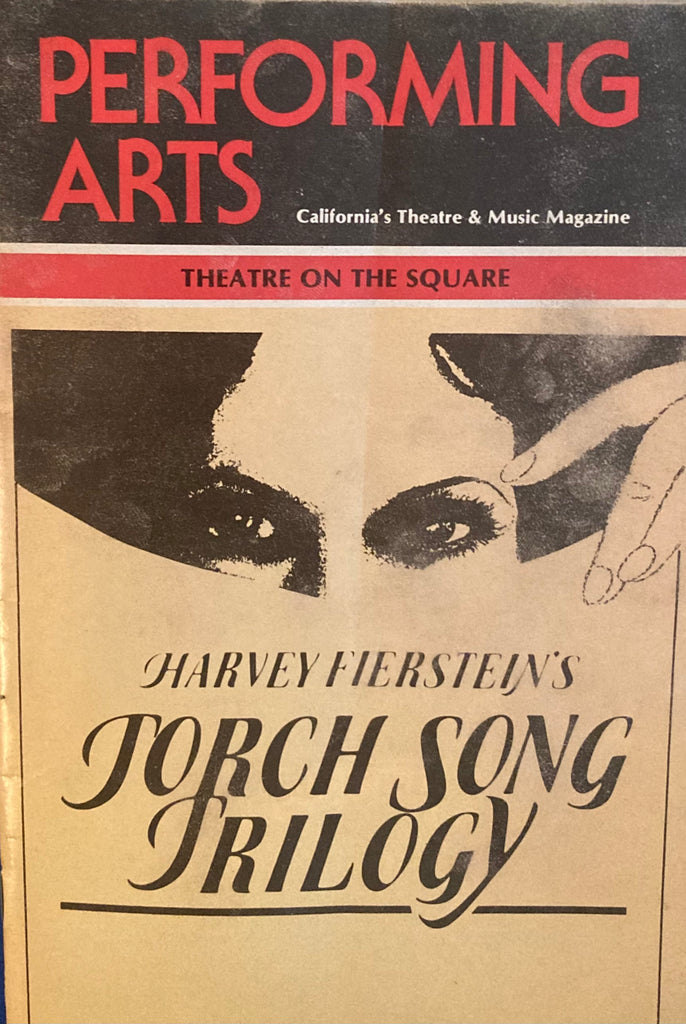 PERFORMING
ARTS
California's Theatre & Music Magazine
THEATRE ON THE SQUARE
HARVEY FIERSTEIN'S
TORCH SONG
TRILOGY